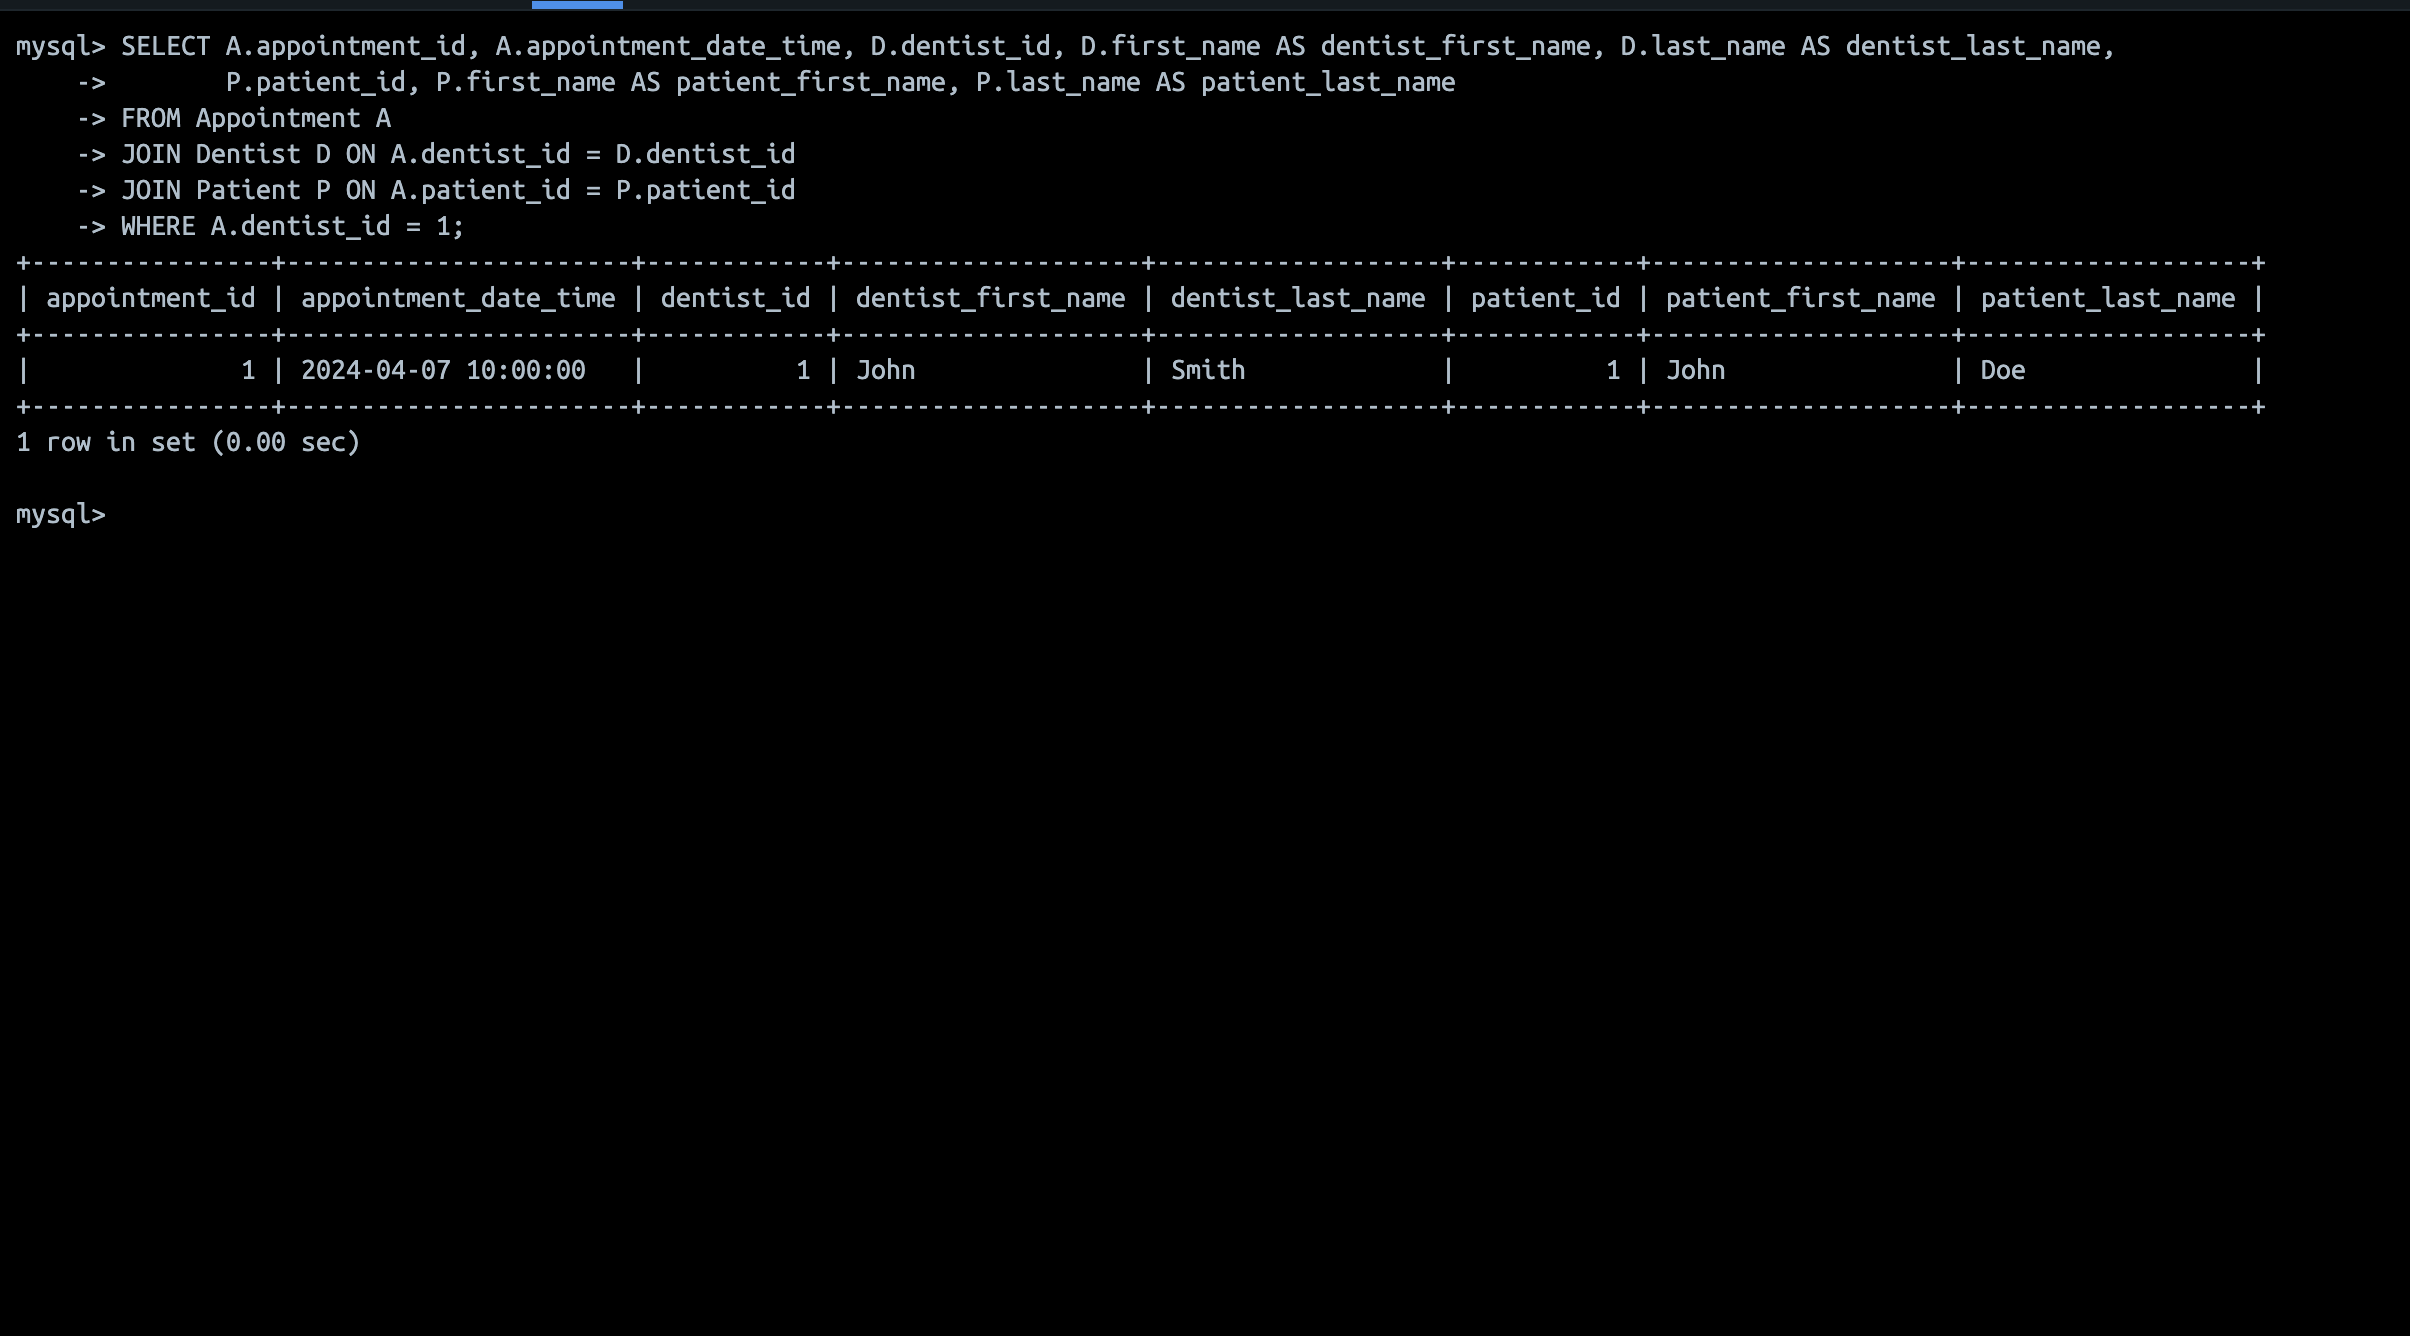 mysql> SELECT A.appointment_id, A.appointment_date_time, D.dentist_id, D.first_name AS dentist_first_name, D.last_name AS dentist_last_name,
    ->        P.patient_id, P.first_name AS patient_first_name, P.last_name AS patient_last_name
    -> FROM Appointment A
    -> JOIN Dentist D ON A.dentist_id = D.dentist_id
    -> JOIN Patient P ON A.patient_id = P.patient_id
    -> WHERE A.dentist_id = 1;
+----------------+-----------------------+------------+--------------------+-------------------+------------+--------------------+-------------------+
| appointment_id | appointment_date_time | dentist_id | dentist_first_name | dentist_last_name | patient_id | patient_first_name | patient_last_name |
+----------------+-----------------------+------------+--------------------+-------------------+------------+--------------------+-------------------+
|              1 | 2024-04-07 10:00:00   |          1 | John               | Smith             |          1 | John               | Doe               |
+----------------+-----------------------+------------+--------------------+-------------------+------------+--------------------+-------------------+
1 row in set (0.00 sec)
mysql>